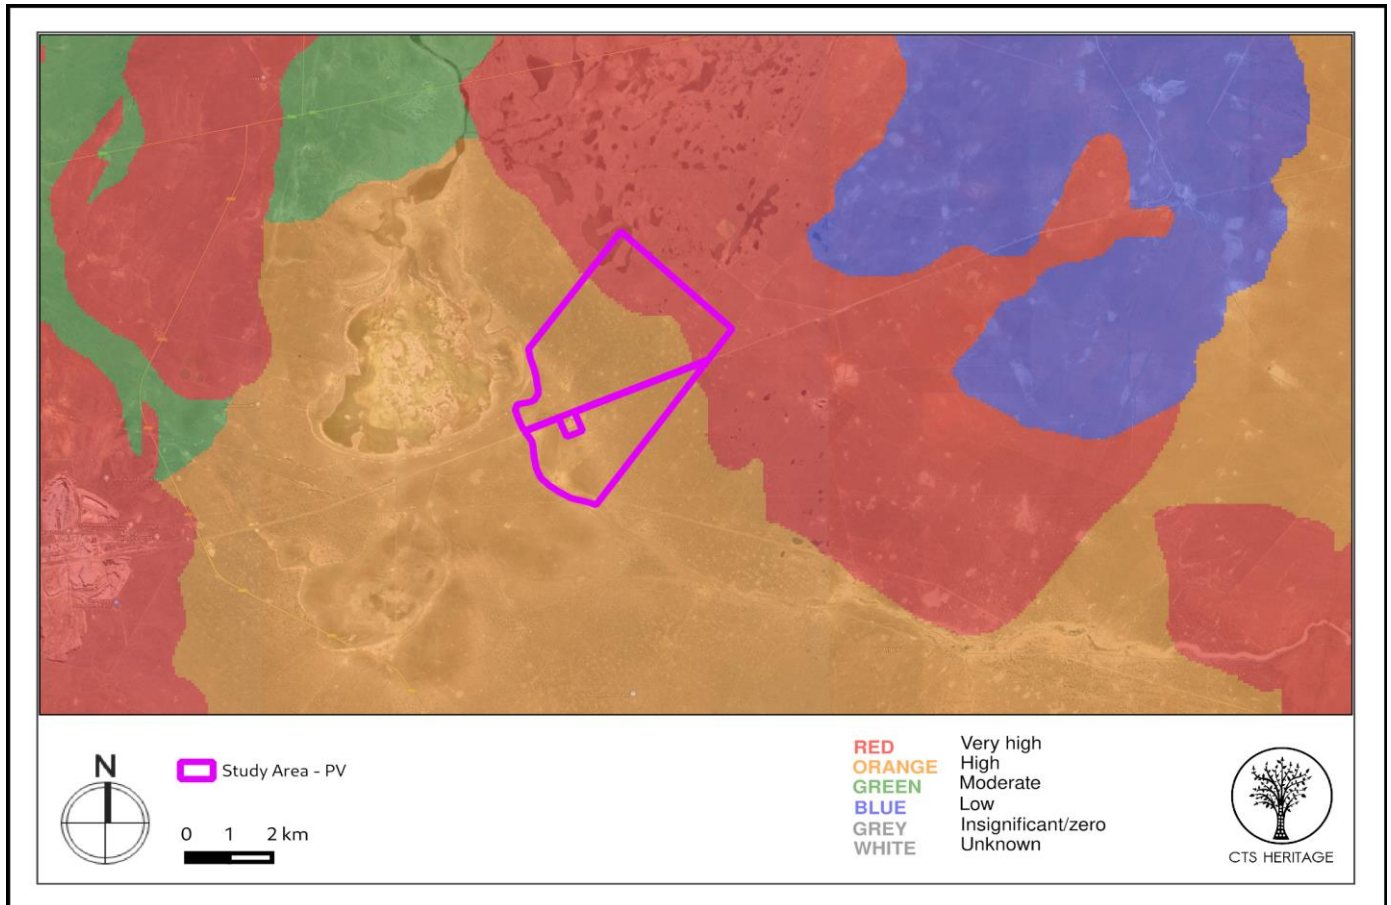 N
Study Area - PV
0 1 2 km
RED Very high
ORANGE High
GREEN Moderate
BLUE Low
GREY Insignificant/zero
WHITE Unknown
CTS HERITAGE